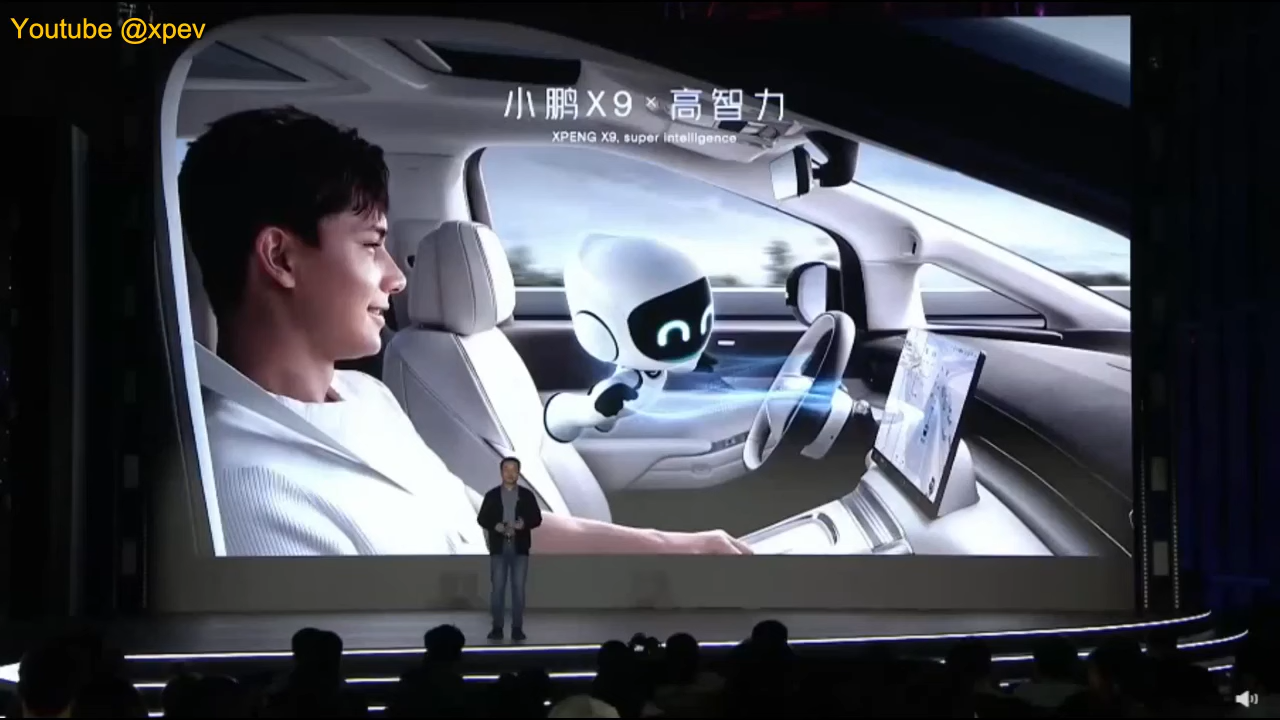 Youtube @xpev
小鹏X9 × 高智力
XPENG X9, super intelligence